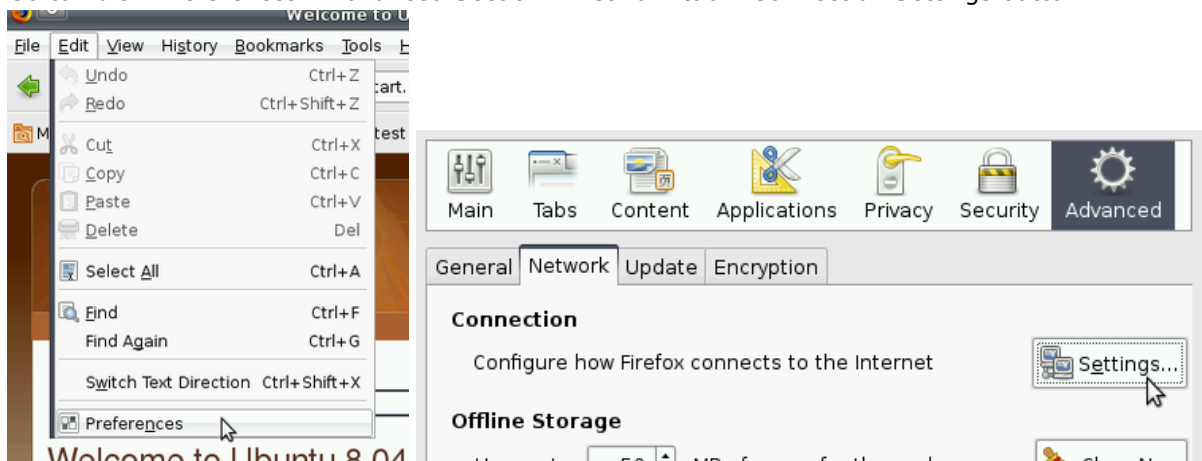 Welcome to U
File Edit View History Bookmarks Tools H
Undo Ctrl+Z
tart.
Redo Ctrl+Shift+Z
test
Cut Ctrl+X
Copy Ctrl+C
Paste Ctrl+V
Delete Del
Select All Ctrl+A
Find Ctrl+F
Find Again Ctrl+G
Switch Text Direction Ctrl+Shift+X
Preferences
Welcome to Ubuntu 8.04
Main Tabs Content Applications Privacy Security Advanced
General Network Update Encryption
Connection
Configure how Firefox connects to the Internet
Settings...
Offline Storage